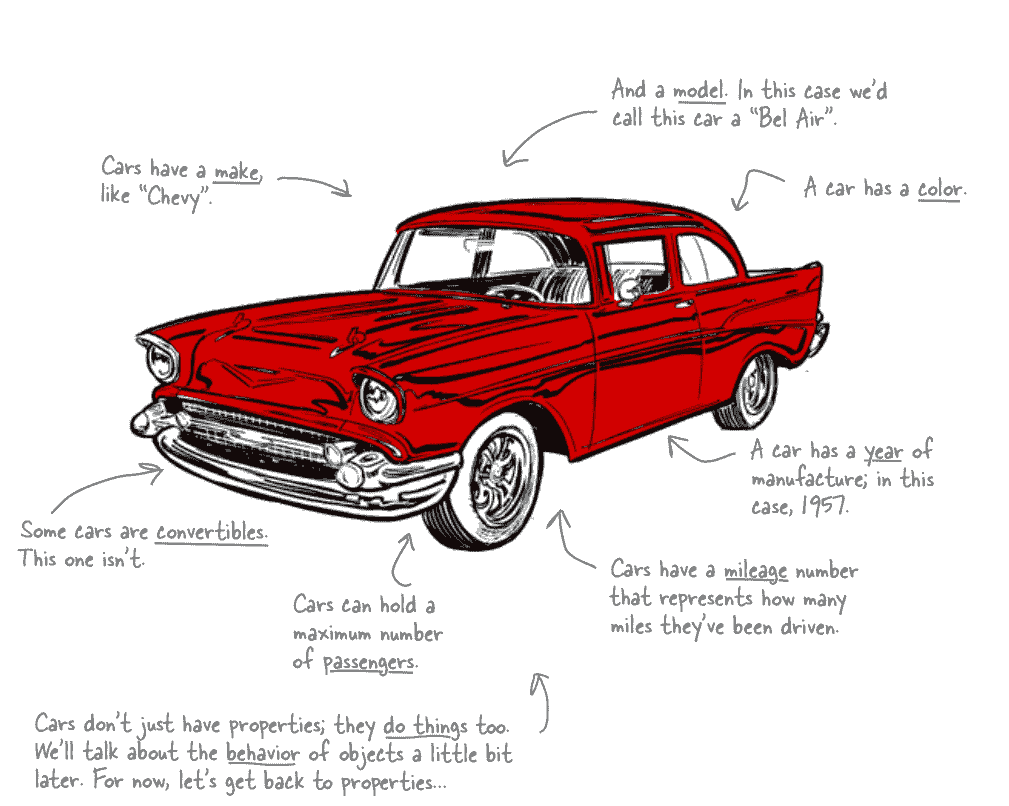 And a model. In this case we'd
call this car a "Bel Air".
Cars have a make,
like "Chevy".
A car has a color.
A car has a year of
manufacture; in this
case, 1957.
Some cars are convertibles.
This one isn't.
Cars have a mileage number
that represents how many
miles they've been driven.
Cars can hold a
maximum number
of passengers.
Cars don't just have properties; they do things too.
We'll talk about the behavior of objects a little bit
later. For now, let's get back to properties...